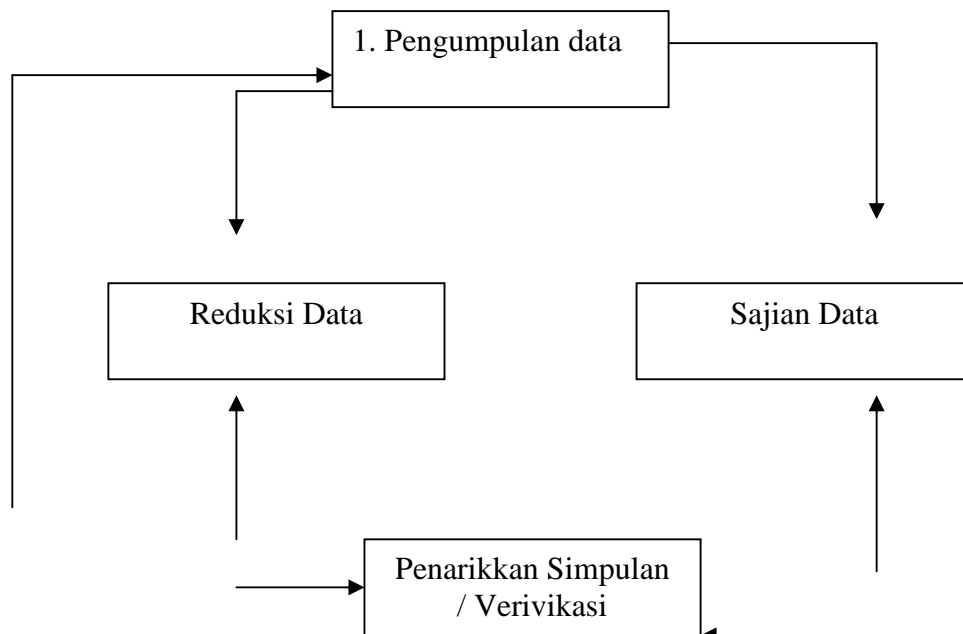 1. Pengumpulan data
Reduksi Data
Sajian Data
Penarikkan Simpulan
/ Verivikasi